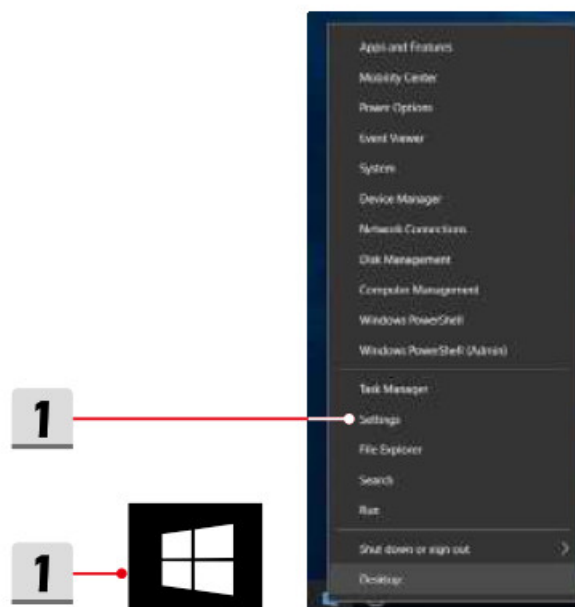 Apps and Features
Mobility Center
Power Options
Event Viewer
System
Device Manager
Network Connections
Disk Management
Computer Management
Windows PowerShell
Windows PowerShell (Admin)
Task Manager
1
Settings
File Explorer
Search
Run
Shut down or sign out
1
Desktop